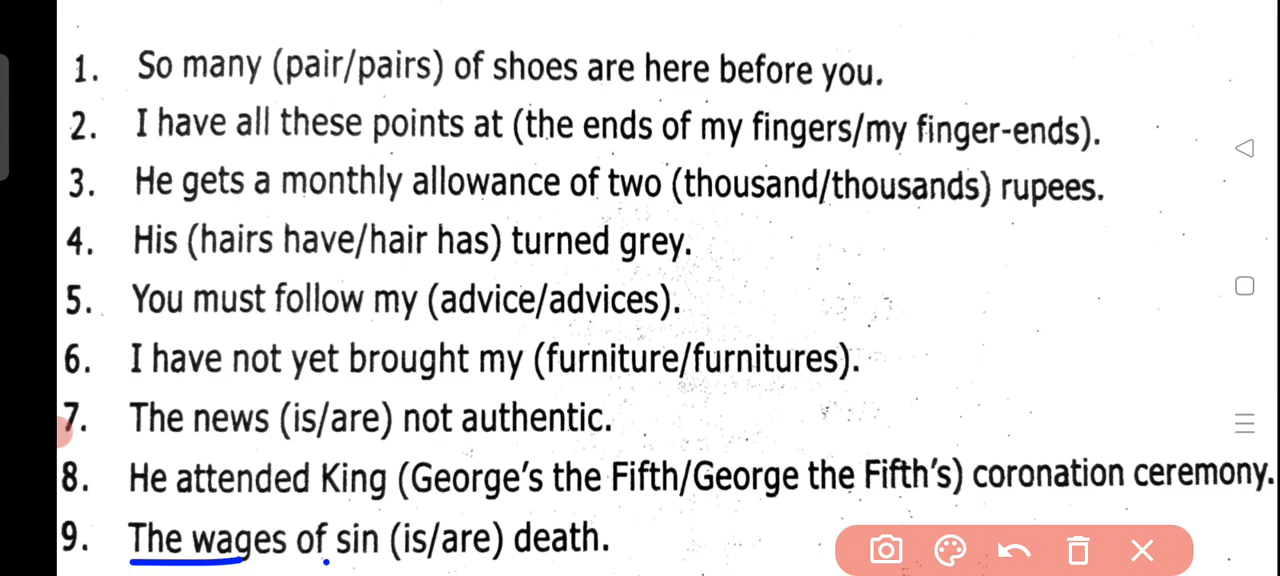 1. So many (pair/pairs) of shoes are here before you.
2. I have all these points at (the ends of my fingers/my finger-ends).
3. He gets a monthly allowance of two (thousand/thousands) rupees.
4. His (hairs have/hair has) turned grey.
5. You must follow my (advice/advices).
6. I have not yet brought my (furniture/furnitures).
7. The news (is/are) not authentic.
8. He attended King (George's the Fifth/George the Fifth's) coronation ceremony.
9. The wages of sin (is/are) death.